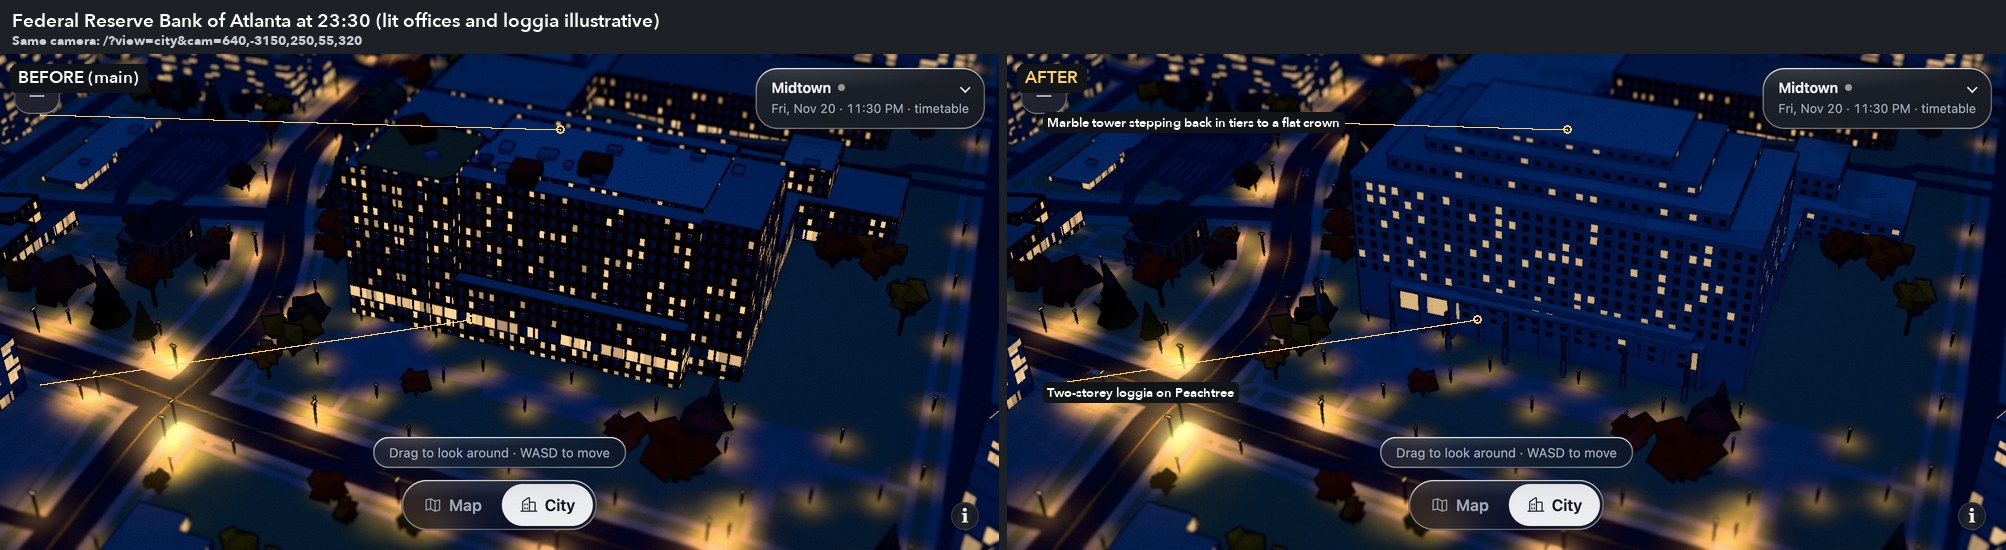 Federal Reserve Bank of Atlanta at 23:30 (lit offices and loggia illustrative)
Same camera: /?view=city&cam=640,-3150,250,55,320
BEFORE (main)
Midtown
Fri, Nov 20 · 11:30 PM · timetable
Drag to look around · WASD to move
Map
City
i
AFTER
Midtown
Fri, Nov 20 · 11:30 PM · timetable
Marble tower stepping back in tiers to a flat crown
Two-storey loggia on Peachtree
Drag to look around · WASD to move
Map
City
i